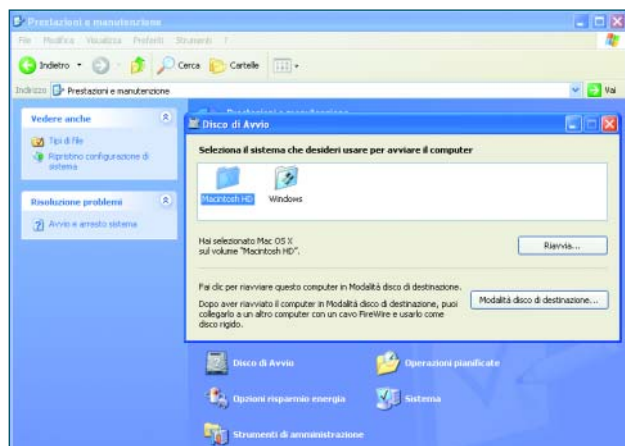 Prestazioni e manutenzione
File Modifica Visualizza Preferiti Strumenti ?
Indietro Cerca Cartelle
Indirizzo Prestazioni e manutenzione Vai
Vedere anche
Tipi di file
Ripristino configurazione di
sistema
Risoluzione problemi
Avvio e arresto sistema
Prestazioni e manutenzione
Disco di Avvio
Seleziona il sistema che desideri usare per avviare il computer
Macintosh HD Windows
Hai selezionato Mac OS X
sul volume "Macintosh HD".
Riavvia...
Fai clic per riavviare questo computer in Modalità disco di destinazione.
Dopo aver riavviato il computer in Modalità disco di destinazione, puoi
collegarlo a un altro computer con un cavo FireWire e usarlo come
disco rigido.
Modalità disco di destinazione...
Disco di Avvio Operazioni pianificate
Opzioni risparmio energia Sistema
Strumenti di amministrazione